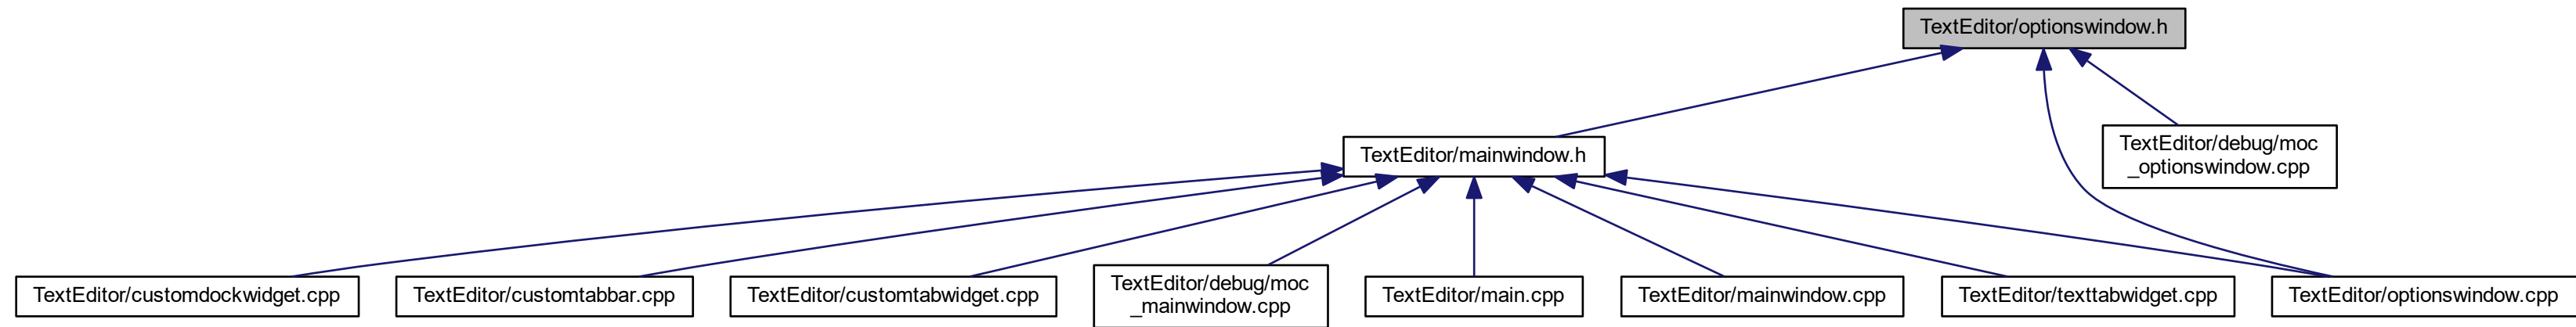 TextEditor/optionswindow.h
TextEditor/mainwindow.h
TextEditor/debug/moc
_optionswindow.cpp
TextEditor/customdockwidget.cpp
TextEditor/customtabbar.cpp
TextEditor/customtabwidget.cpp
TextEditor/debug/moc
_mainwindow.cpp
TextEditor/main.cpp
TextEditor/mainwindow.cpp
TextEditor/texttabwidget.cpp
TextEditor/optionswindow.cpp